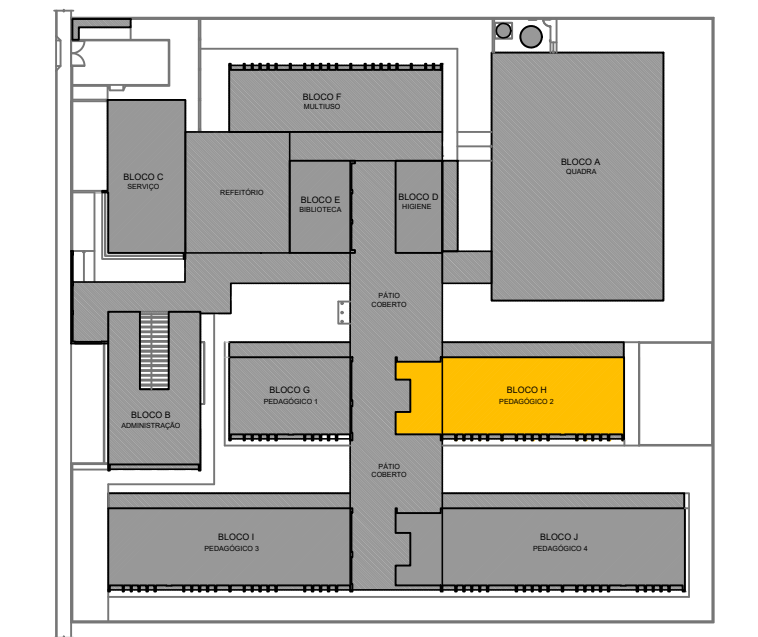 BLOCO F
MULTIUSO
BLOCO A
QUADRA
BLOCO C
SERVIÇO
REFEITÓRIO
BLOCO E
BIBLIOTECA
BLOCO D
HIGIENE
PÁTIO
COBERTO
BLOCO G
PEDAGÓGICO 1
BLOCO H
PEDAGÓGICO 2
BLOCO B
ADMINISTRAÇÃO
PÁTIO
COBERTO
BLOCO I
PEDAGÓGICO 3
BLOCO J
PEDAGÓGICO 4